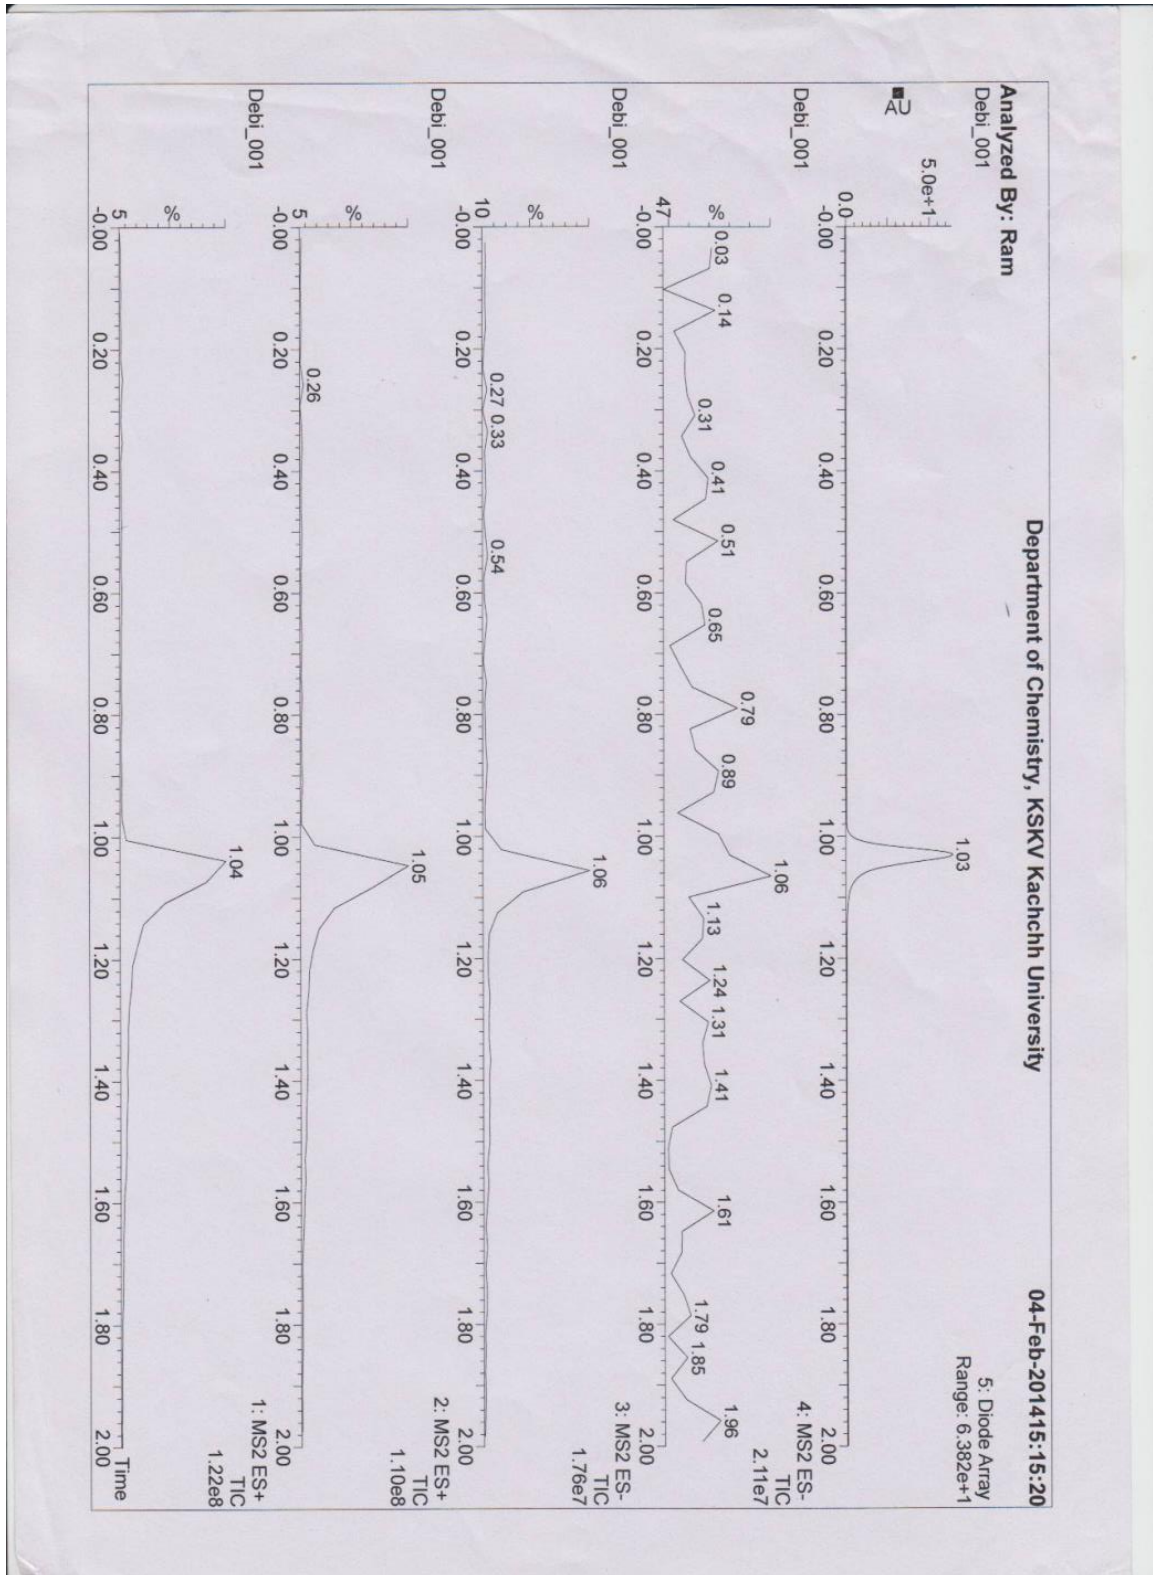 Department of Chemistry, KSKV Kachchh University
04-Feb-201415:15:20
Analyzed By: Ram
Debi_001
5: Diode Array
Range: 6.382e+1
1.03
AU
5.0e+1
0.0
-0.00 0.20 0.40 0.60 0.80 1.00 1.20 1.40 1.60 1.80 2.00
Debi_001
4: MS2 ES-
TIC
2.11e7
1.06
0.79
1.96
0.03 0.14 0.31 0.41 0.51 0.65 0.89 1.13 1.24 1.31 1.41 1.61 1.79 1.85
%
47
-0.00 0.20 0.40 0.60 0.80 1.00 1.20 1.40 1.60 1.80 2.00
Debi_001
3: MS2 ES-
TIC
1.76e7
1.06
%
0.27 0.33 0.54
10
-0.00 0.20 0.40 0.60 0.80 1.00 1.20 1.40 1.60 1.80 2.00
Debi_001
2: MS2 ES+
TIC
1.10e8
1.05
%
0.26
5
-0.00 0.20 0.40 0.60 0.80 1.00 1.20 1.40 1.60 1.80 2.00
Debi_001
1: MS2 ES+
TIC
1.22e8
1.04
%
5
Time
-0.00 0.20 0.40 0.60 0.80 1.00 1.20 1.40 1.60 1.80 2.00